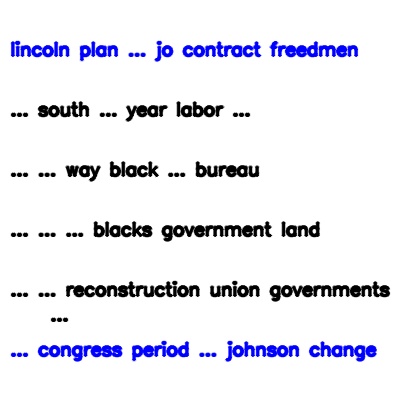 lincoln plan ... jo contract freedmen
... south ... year labor ...
... ... way black ... bureau
... ... ... blacks government land
... ... reconstruction union governments
...
... congress period ... johnson change